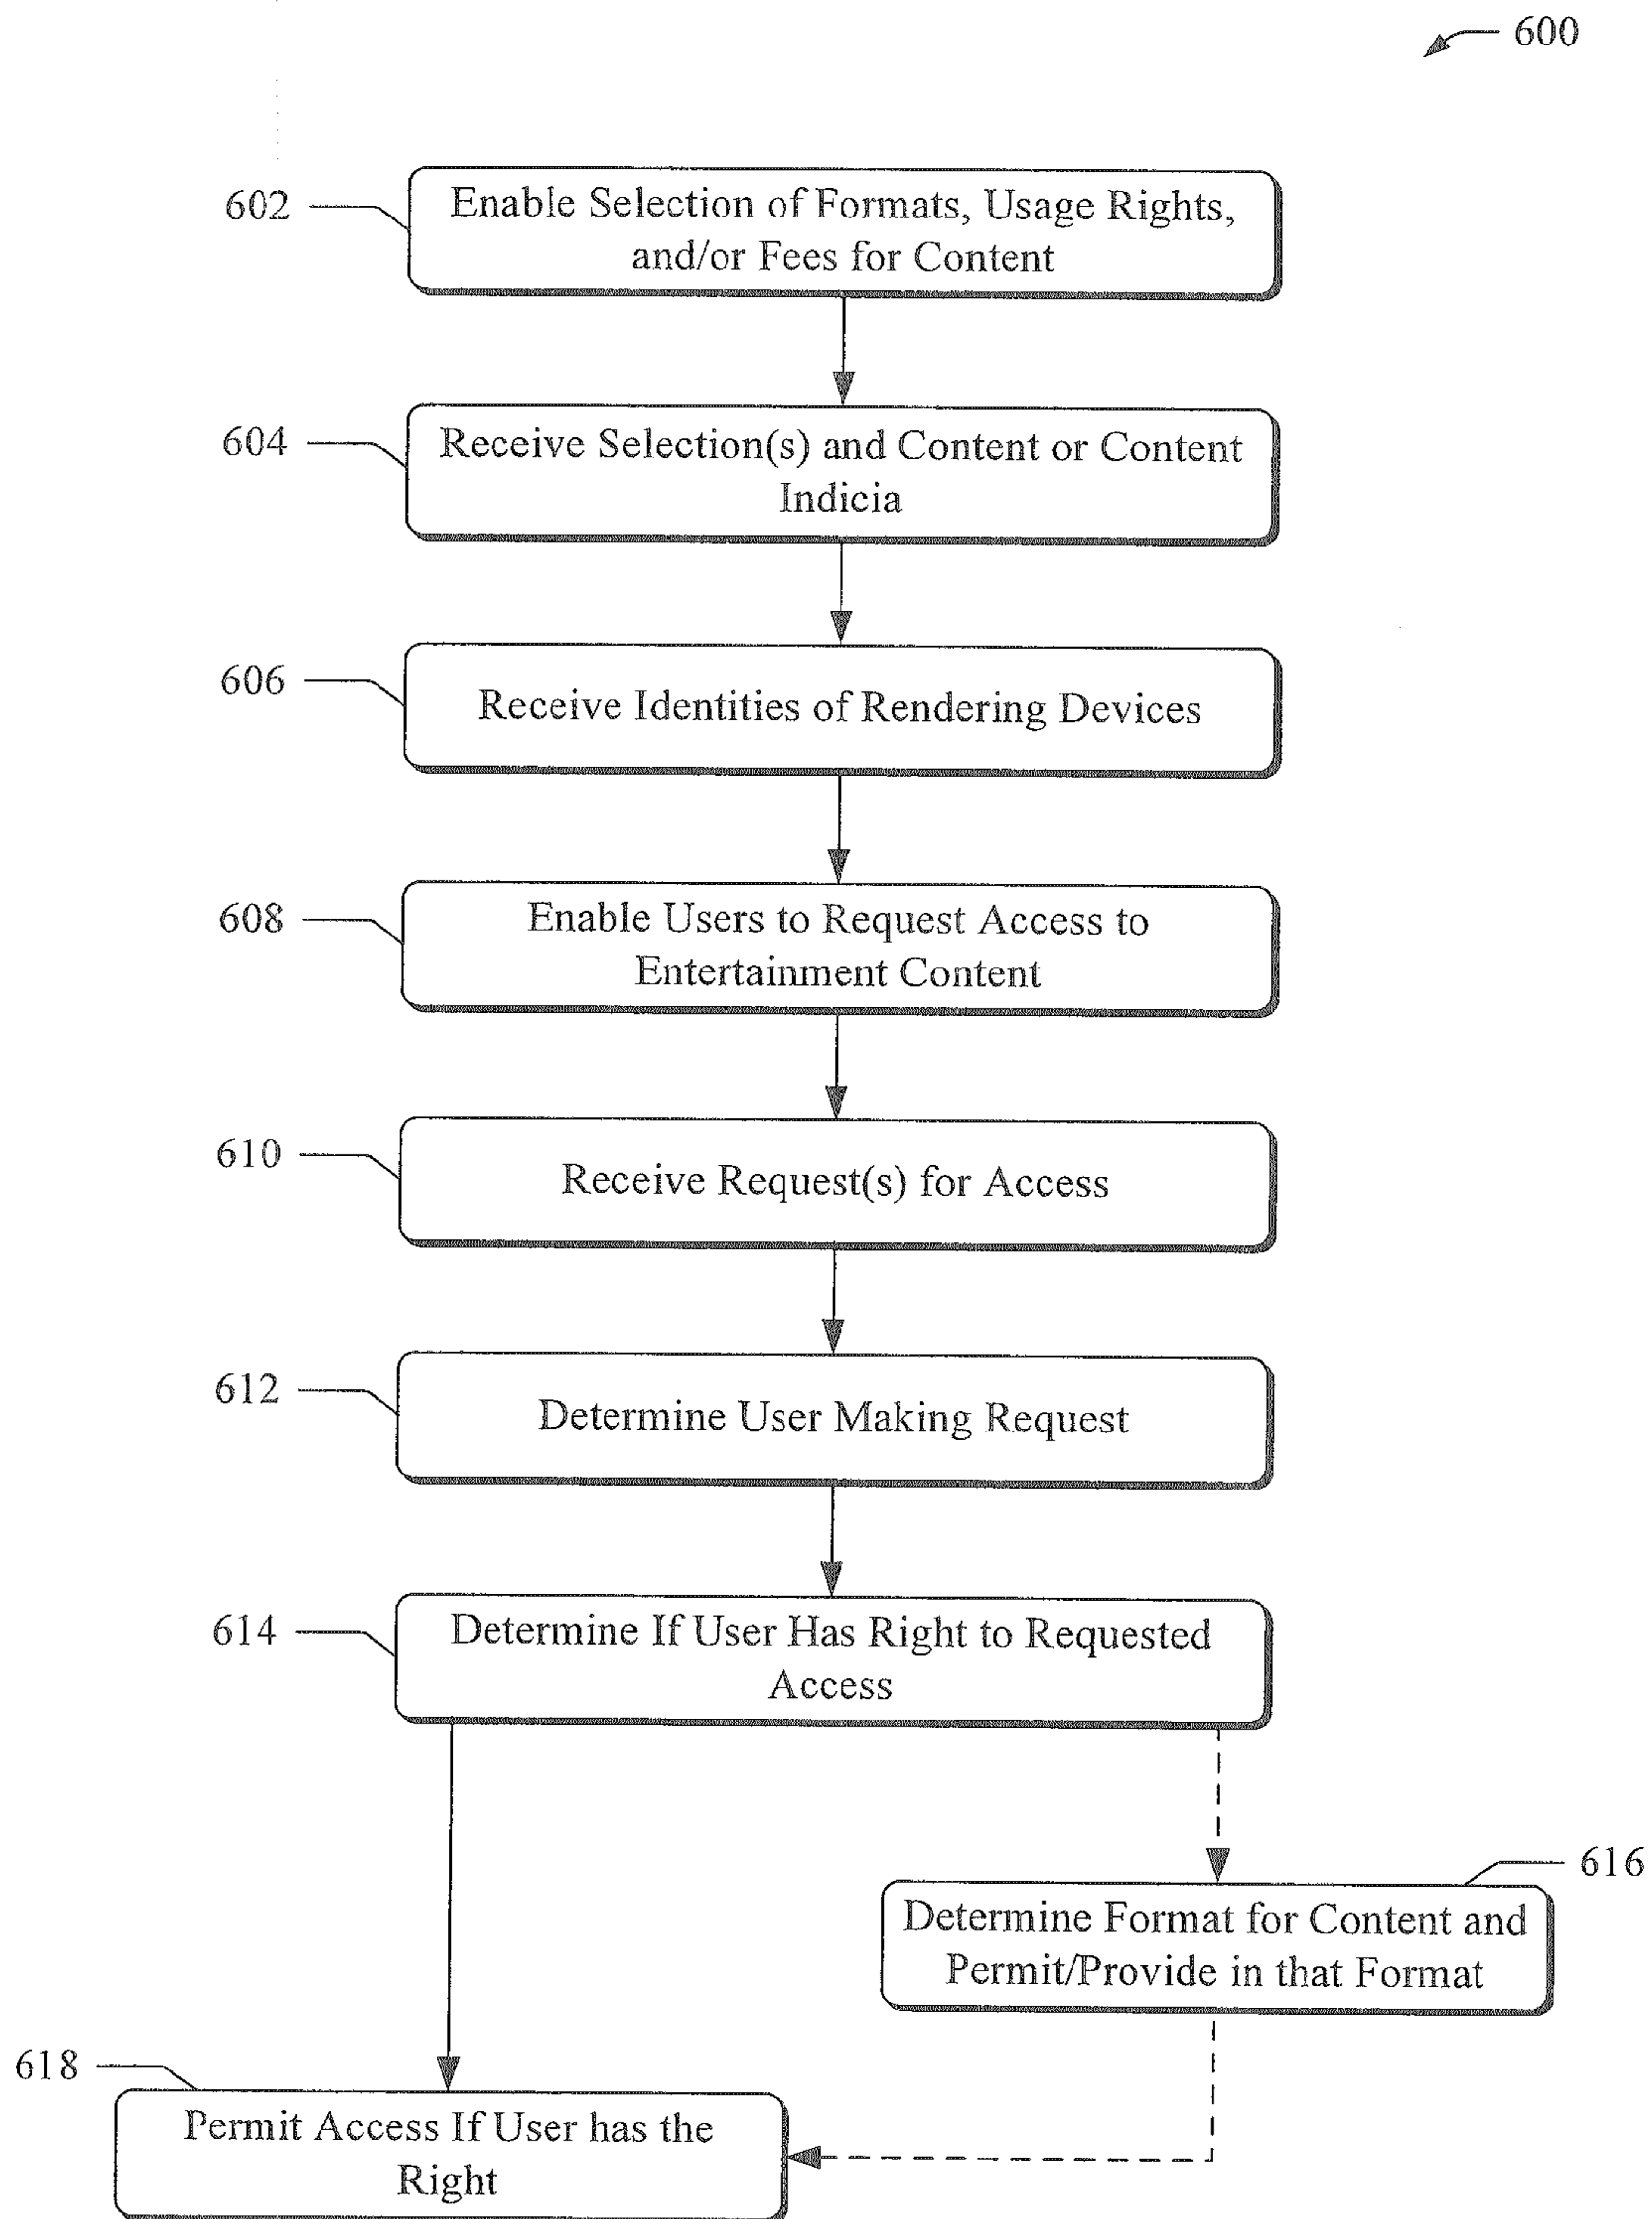 600
602
Enable Selection of Formats, Usage Rights,
and/or Fees for Content
604
Receive Selection(s) and Content or Content
Indicia
606
Receive Identities of Rendering Devices
608
Enable Users to Request Access to
Entertainment Content
610
Receive Request(s) for Access
612
Determine User Making Request
614
Determine If User Has Right to Requested
Access
616
Determine Format for Content and
Permit/Provide in that Format
618
Permit Access If User has the
Right